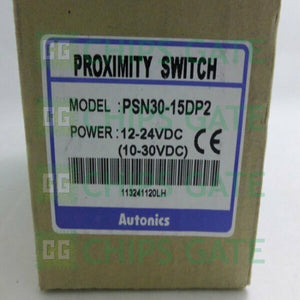 PROXIMITY SWITCH
MODEL : PSN30-15DP2
POWER : 12-24VDC
(10-30VDC)
CE
113241120LH
Autonics
CHIPS GATE